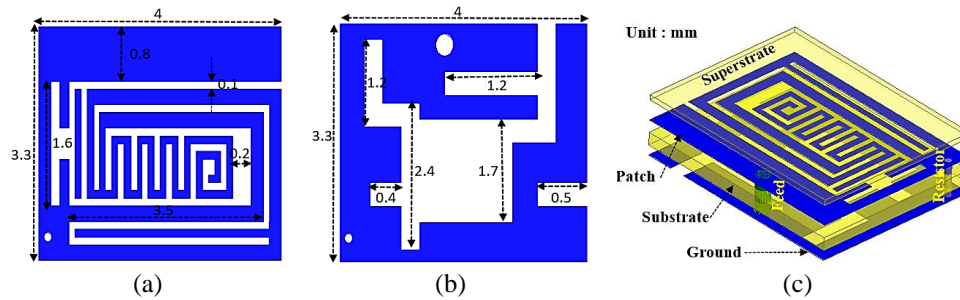 4
0.8
0.1
3.3
1.6
0.2
3.5
(a)
4
1.2
1.2
3.3
2.4
1.7
0.4
0.5
(b)
Unit : mm
Superstrate
Patch
Substrate
Feed
Resistor
Ground
(c)